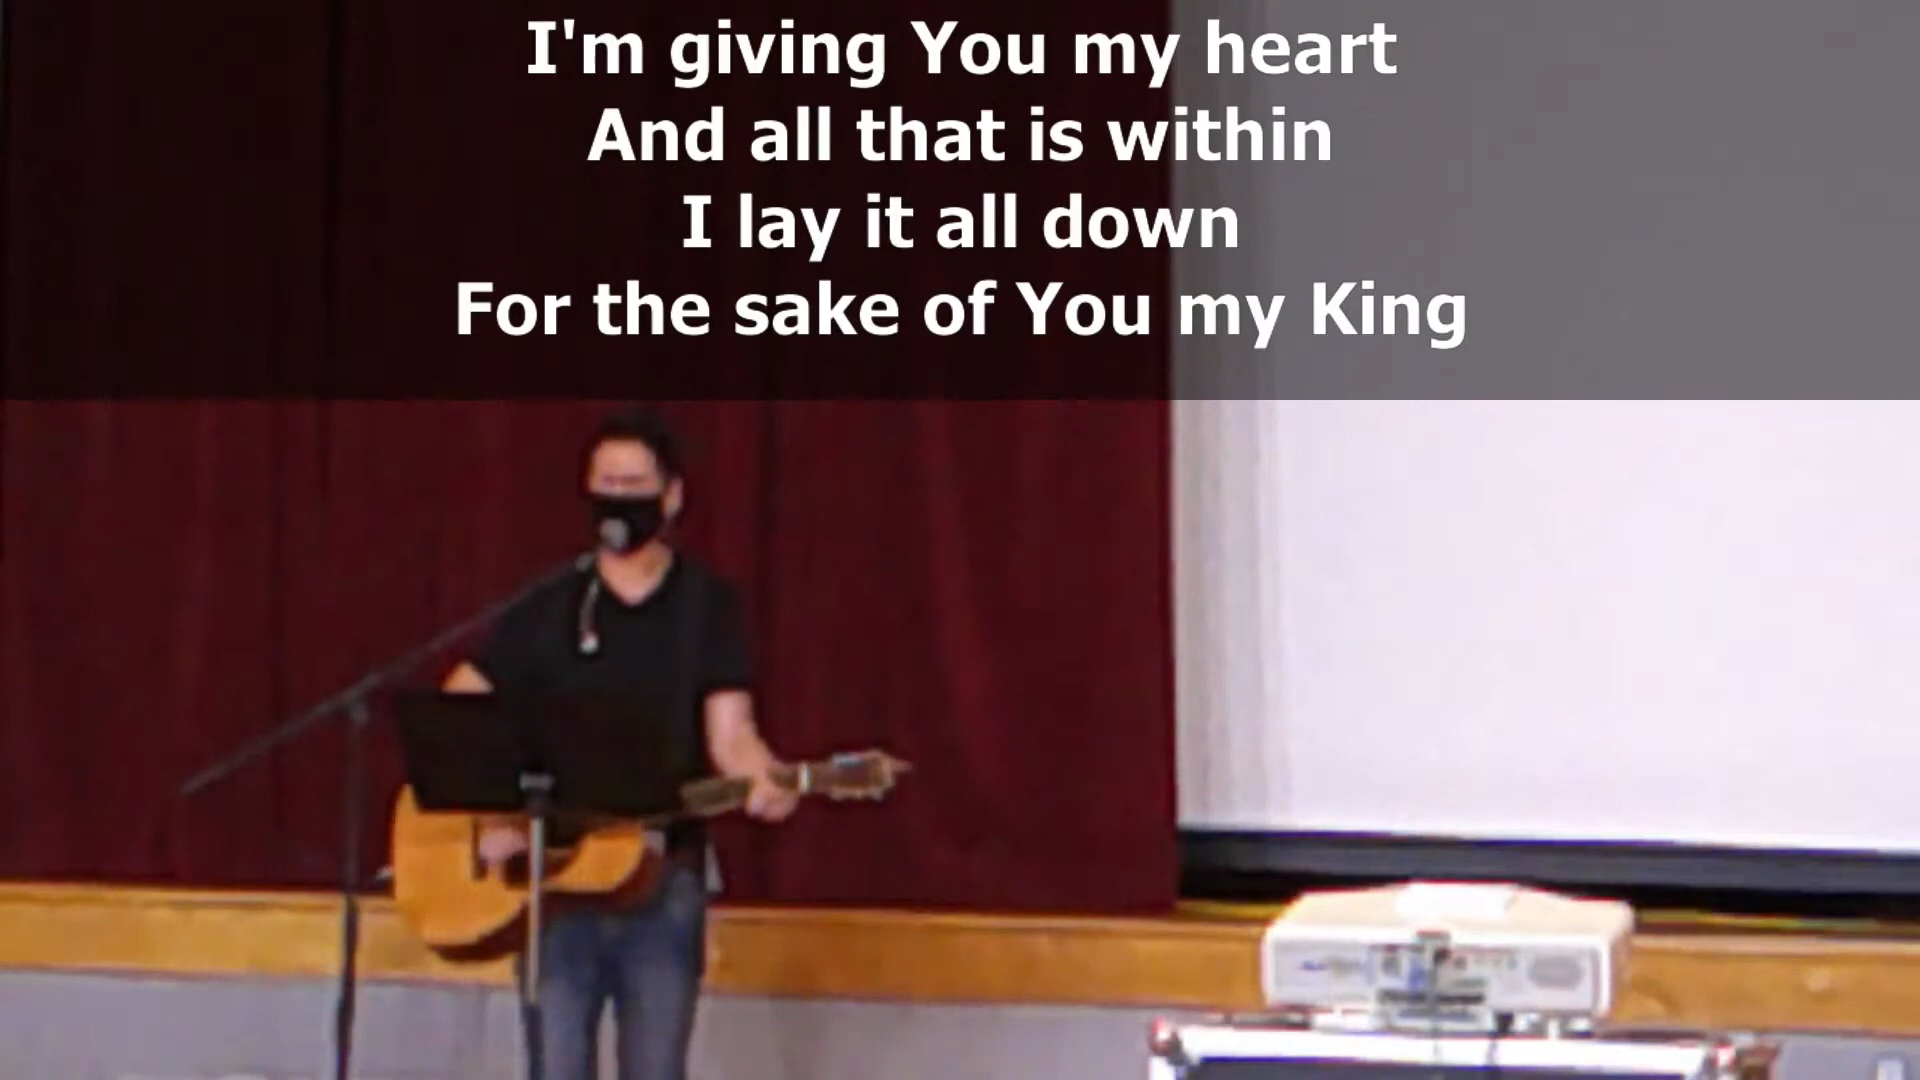 I'm giving You my heart
And all that is within
I lay it all down
For the sake of You my King